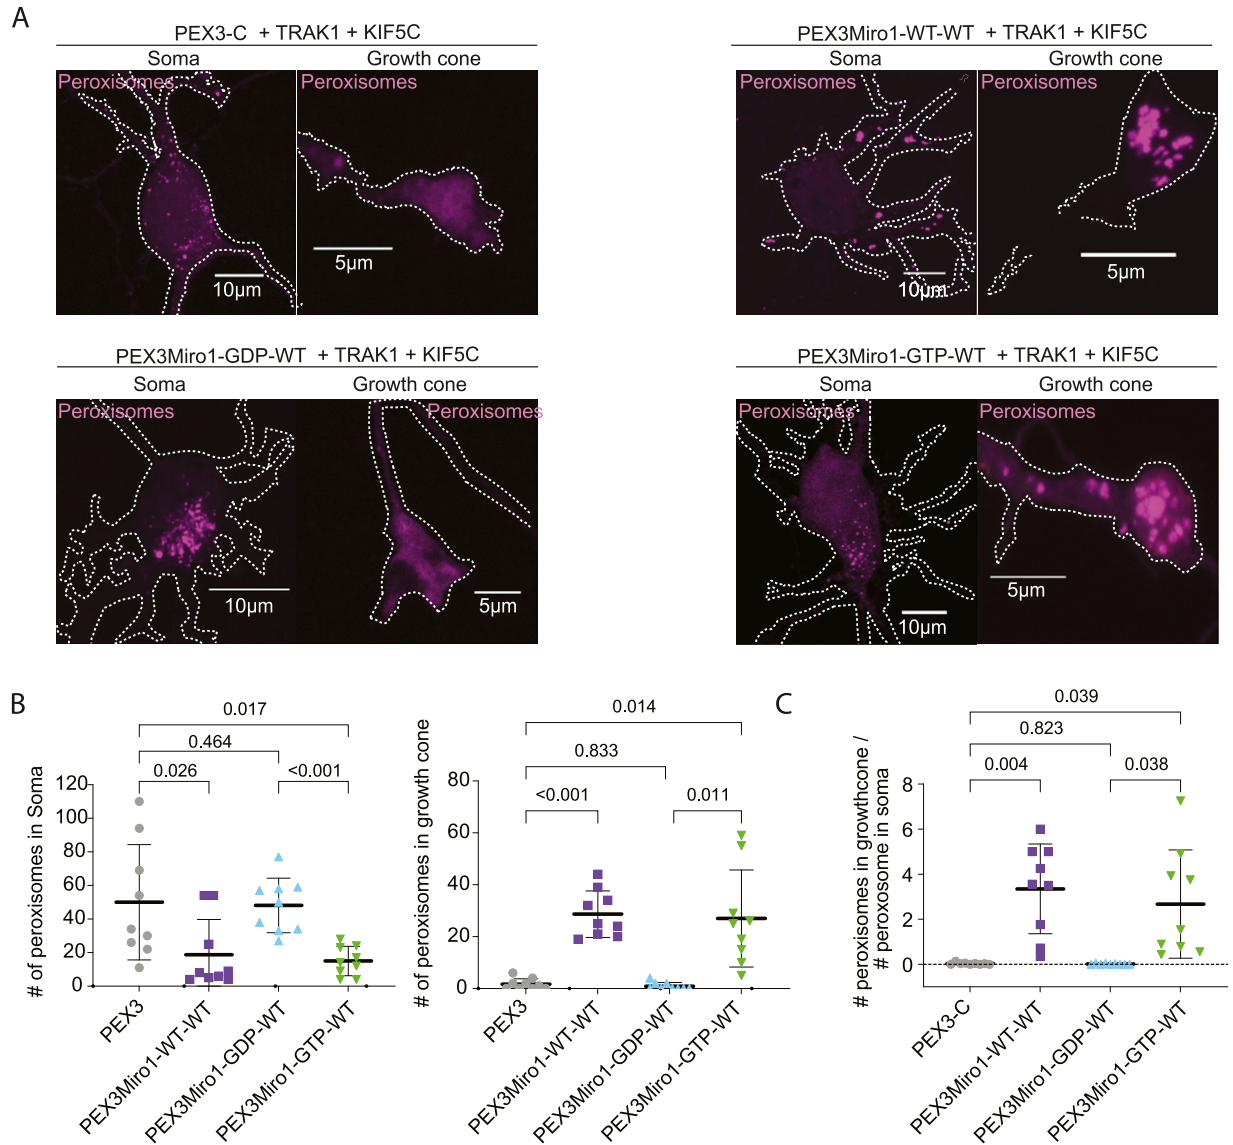 A
PEX3-C + TRAK1 + KIF5C
Soma Growth cone
Peroxisomes Peroxisomes
10µm 5µm
PEX3Miro1-WT-WT + TRAK1 + KIF5C
Soma Growth cone
Peroxisomes Peroxisomes
10µm 5µm
PEX3Miro1-GDP-WT + TRAK1 + KIF5C
Soma Growth cone
Peroxisomes Peroxisomes
10µm 5µm
PEX3Miro1-GTP-WT + TRAK1 + KIF5C
Soma Growth cone
Peroxisomes Peroxisomes
10µm 5µm
B
# of peroxisomes in Soma
0.017
0.464
0.026 <0.001
120
100
80
60
40
20
0
PEX3
PEX3Miro1-WT-WT
PEX3Miro1-GDP-WT
PEX3Miro1-GTP-WT
# of peroxisomes in growth cone
0.014
0.833
<0.001 0.011
80
60
40
20
0
PEX3
PEX3Miro1-WT-WT
PEX3Miro1-GDP-WT
PEX3Miro1-GTP-WT
C
# peroxisomes in growthcone /
# peroxosome in soma
0.039
0.823
0.004 0.038
8
6
4
2
0
PEX3-C
PEX3Miro1-WT-WT
PEX3Miro1-GDP-WT
PEX3Miro1-GTP-WT